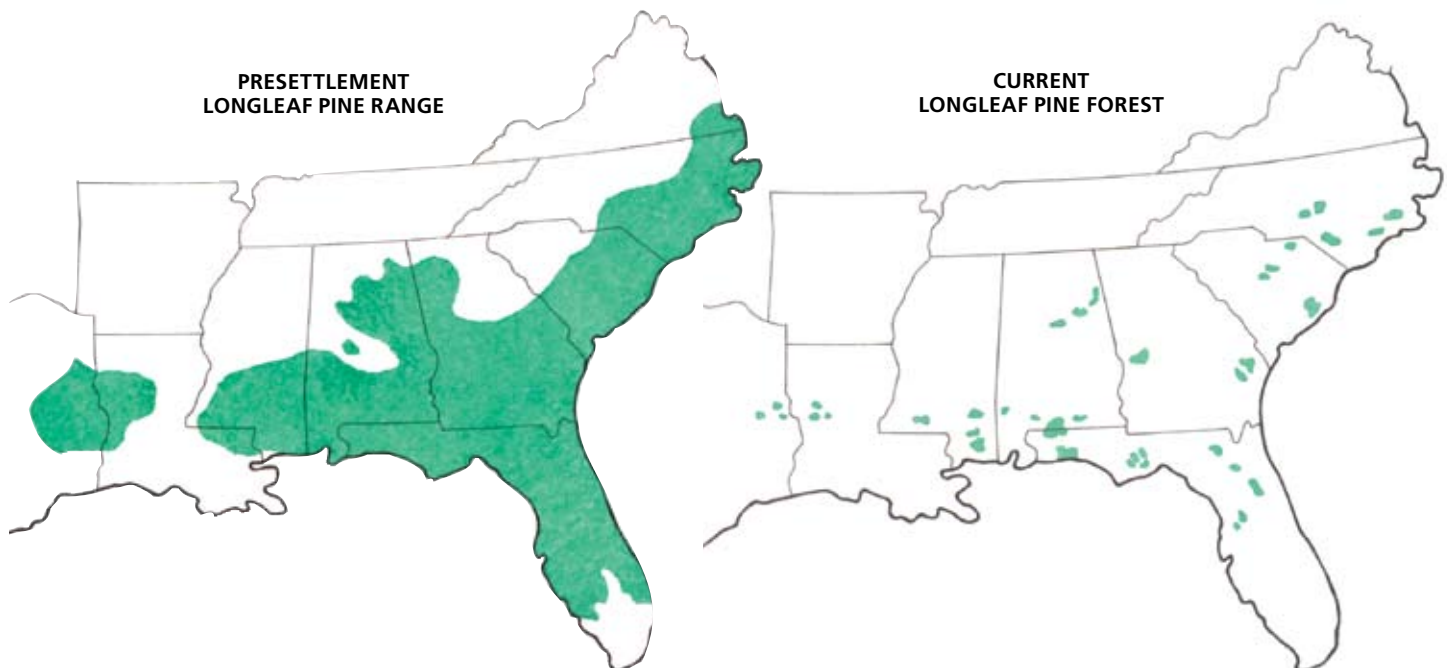 PRESETTLEMENT
LONGLEAF PINE RANGE
CURRENT
LONGLEAF PINE FOREST